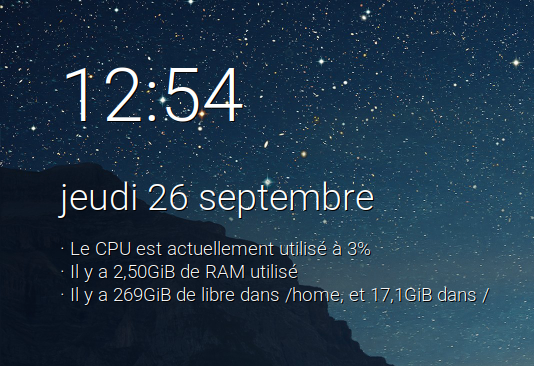 12:54
jeudi 26 septembre
· Le CPU est actuellement utilisé à 3%
· Il y a 2,50GiB de RAM utilisé
· Il y a 269GiB de libre dans /home, et 17,1GiB dans /